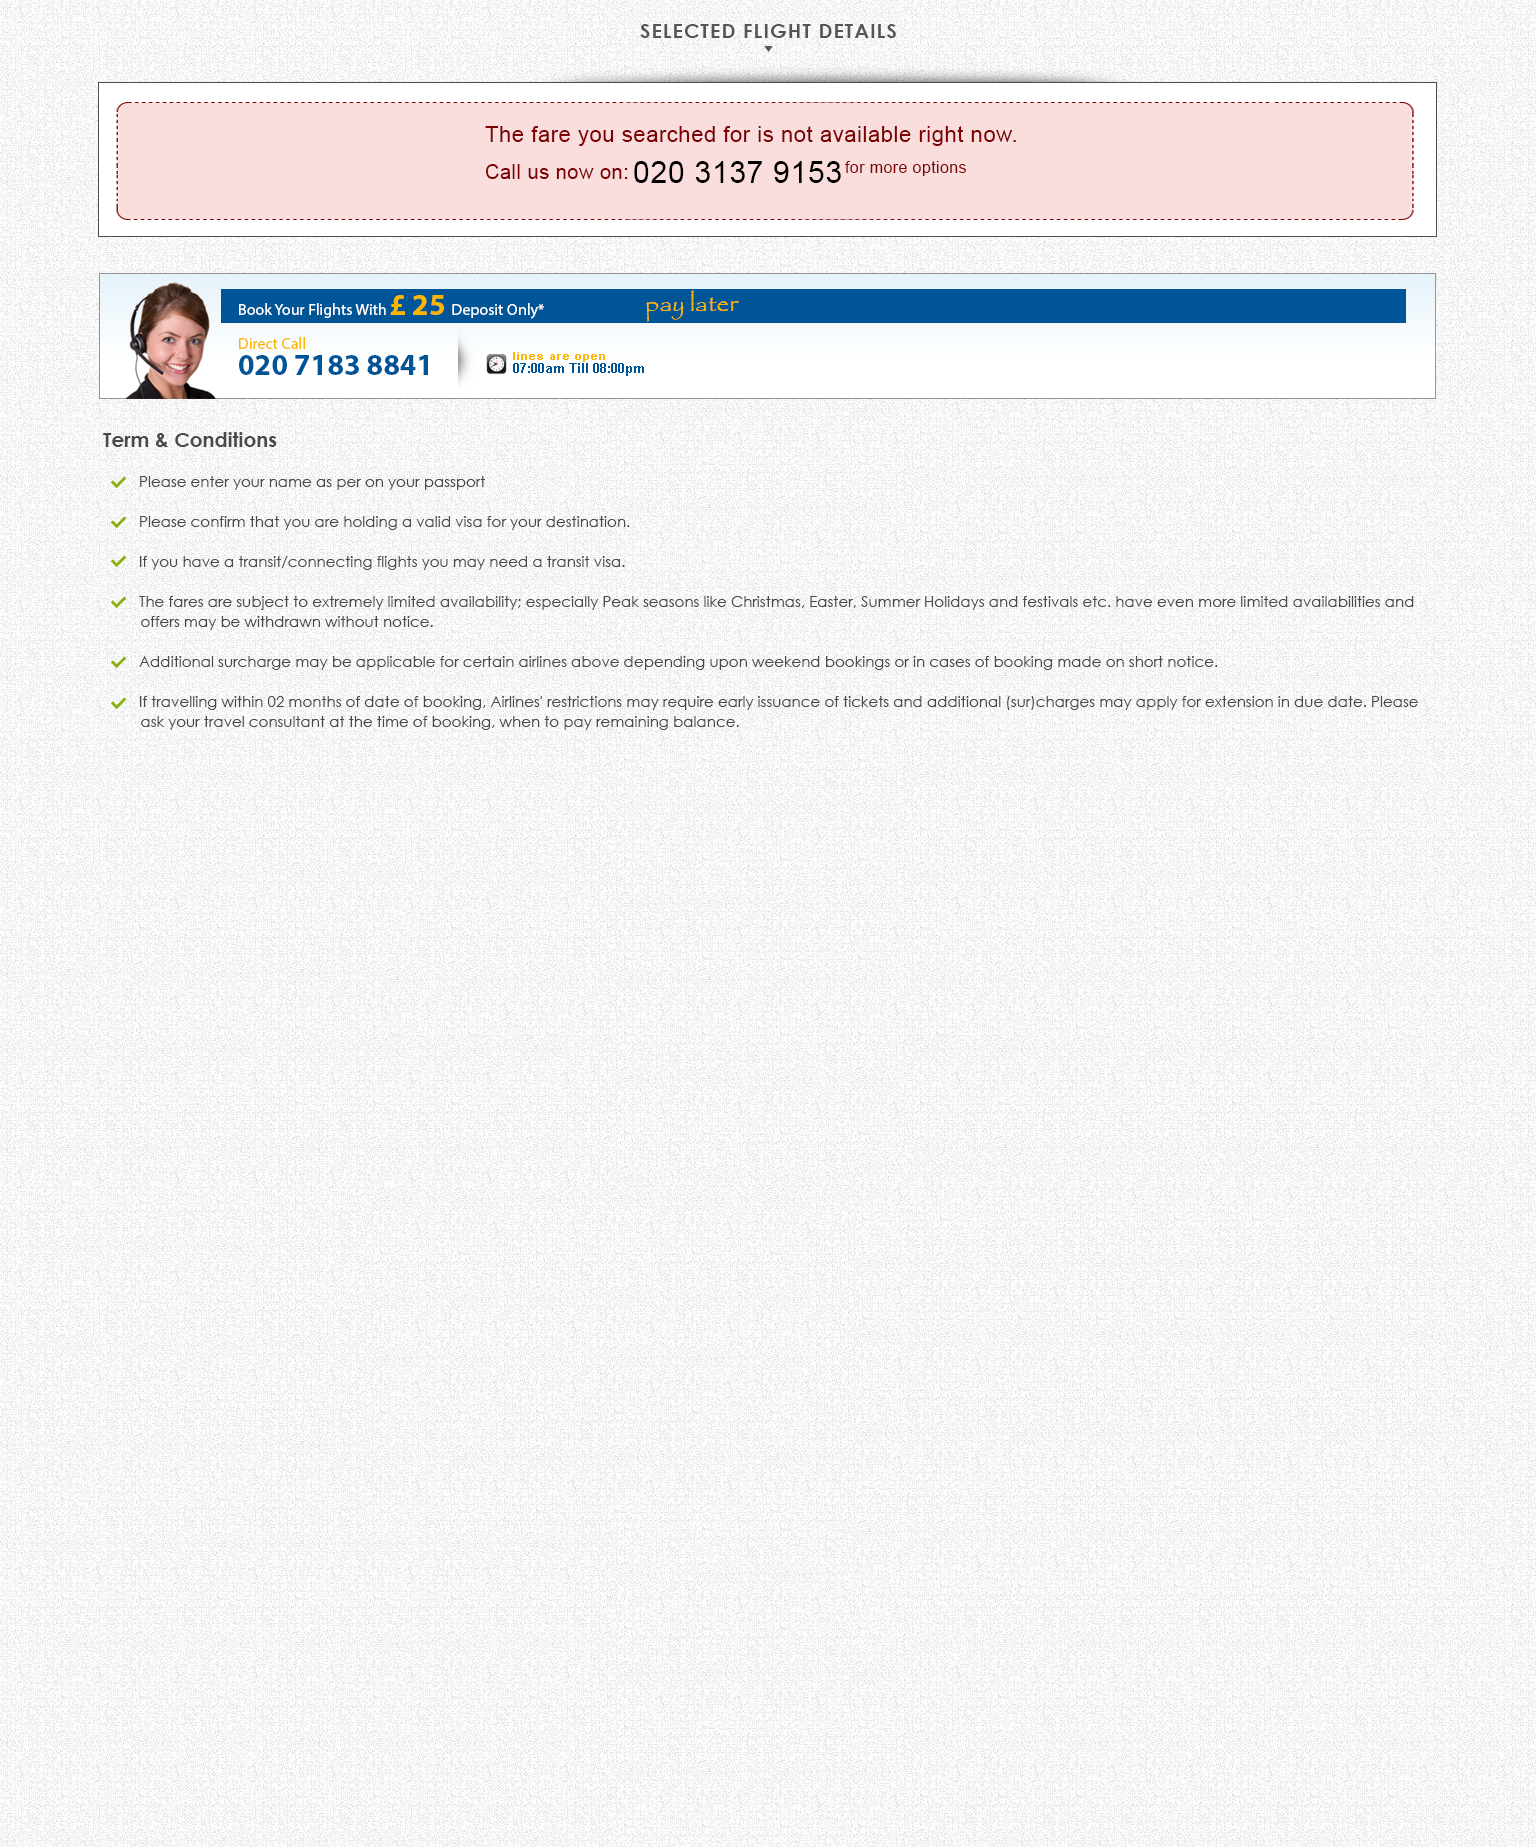 SELECTED FLIGHT DETAILS
The fare you searched for is not available right now.
Call us now on: 020 3137 9153 for more options
Book Your Flights With £ 25 Deposit Only* pay later
Direct Call
020 7183 8841
lines are open
07:00am Till 08:00pm
Term & Conditions
Please enter your name as per on your passport
Please confirm that you are holding a valid visa for your destination.
If you have a transit/connecting flights you may need a transit visa.
The fares are subject to extremely limited availability; especially Peak seasons like Christmas, Easter, Summer Holidays and festivals etc. have even more limited availabilities and
offers may be withdrawn without notice.
Additional surcharge may be applicable for certain airlines above depending upon weekend bookings or in cases of booking made on short notice.
If travelling within 02 months of date of booking, Airlines' restrictions may require early issuance of tickets and additional (sur)charges may apply for extension in due date. Please
ask your travel consultant at the time of booking, when to pay remaining balance.